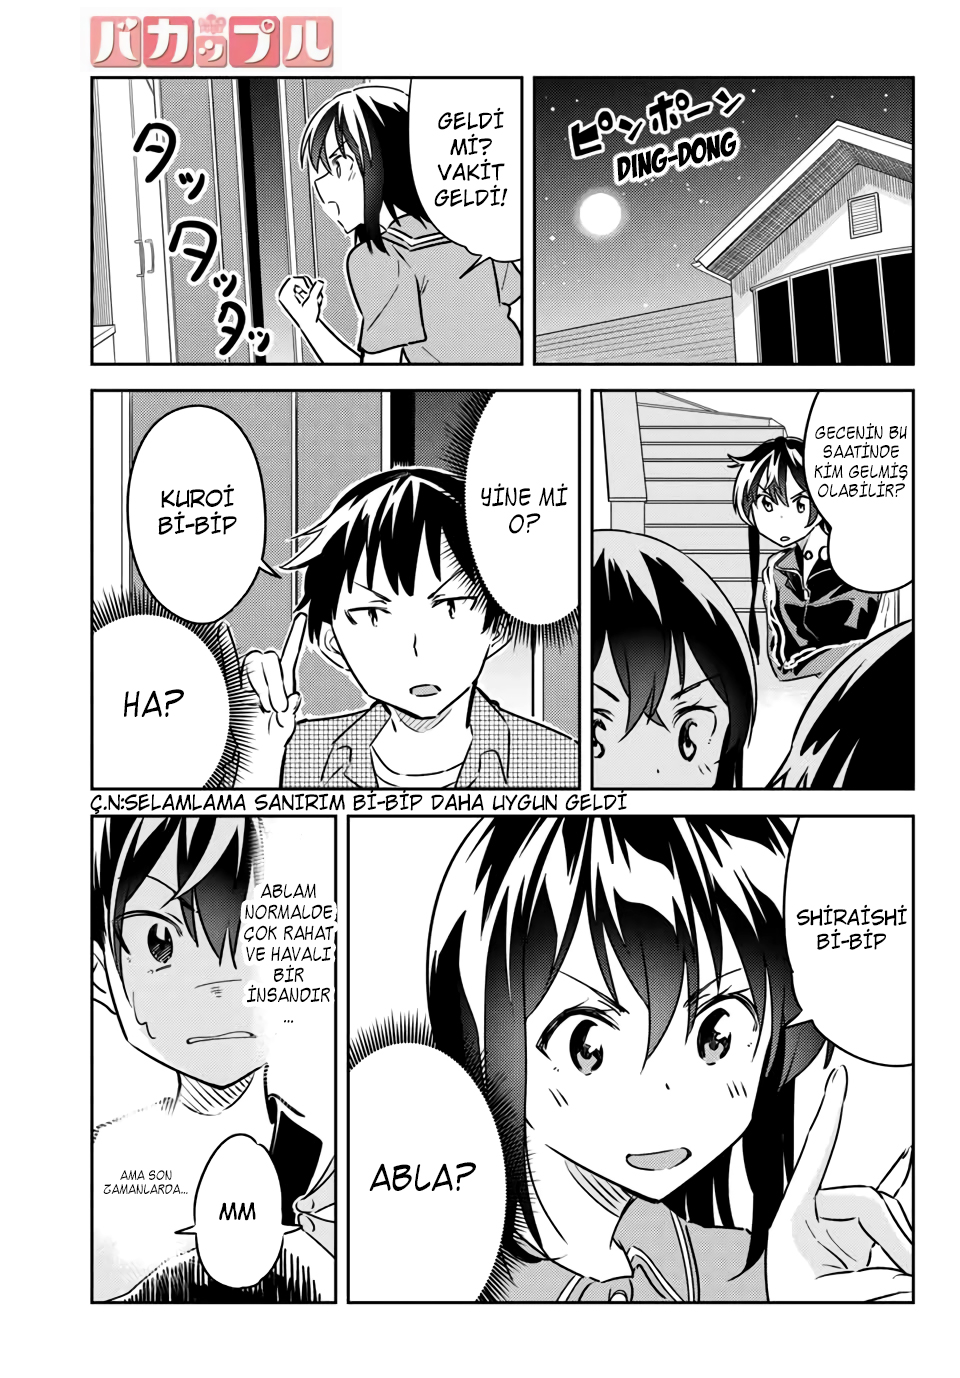 バカップル
ピンポーン
DING-DONG
GELDİ
Mİ?
VAKİT
GELDİ!
タッ
タッ
タッ
GECENİN BU
SAATİNDE
KİM GELMİŞ
OLABİLİR?
YİNE Mİ
O?
KUROİ
Bİ-BİP
HA?
Ç.N:SELAMLAMA SANIRIM Bİ-BİP DAHA UYGUN GELDİ
SHİRAİSHİ
Bİ-BİP
ABLA?
ABLAM
NORMALDE
ÇOK RAHAT
VE HAVALI
BİR
İNSANDIR
...
AMA SON
ZAMANLARDA...
MM